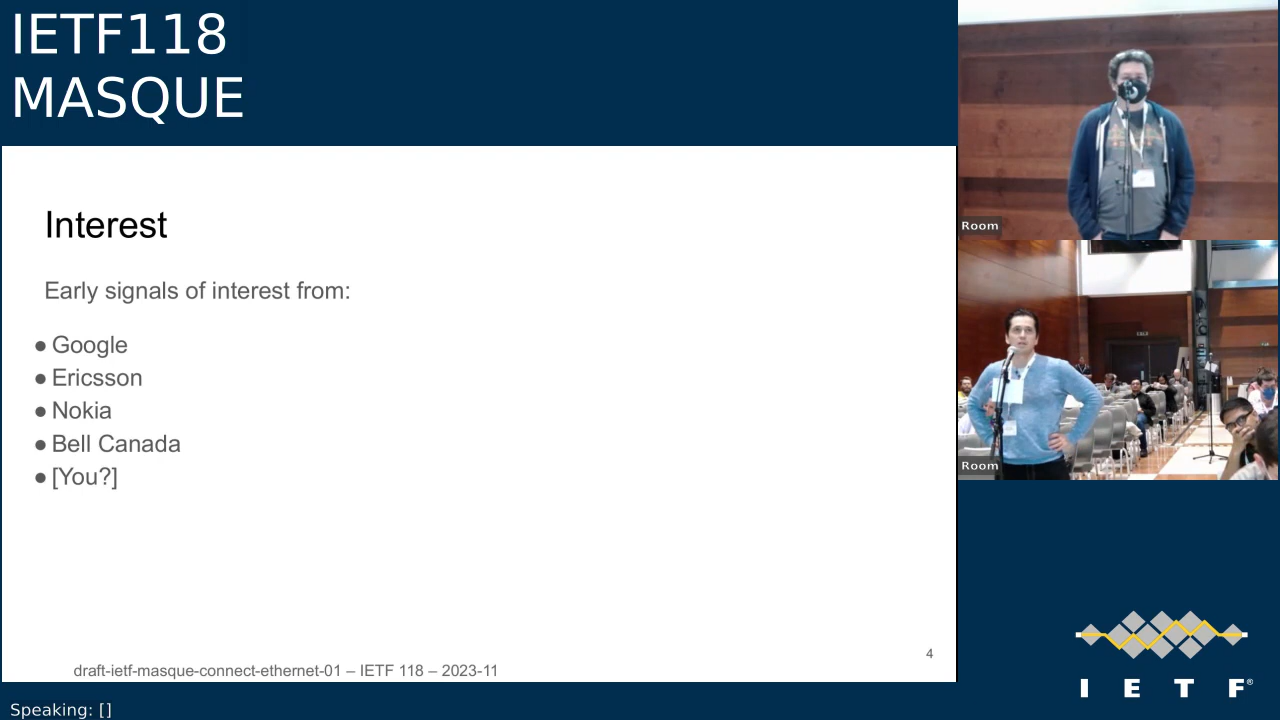 IETF118
MASQUE
Interest
Early signals of interest from:
● Google
● Ericsson
● Nokia
● Bell Canada
● [You?]
4
draft-ietf-masque-connect-ethernet-01 – IETF 118 – 2023-11
Room
Room
I E T F®
Speaking: []